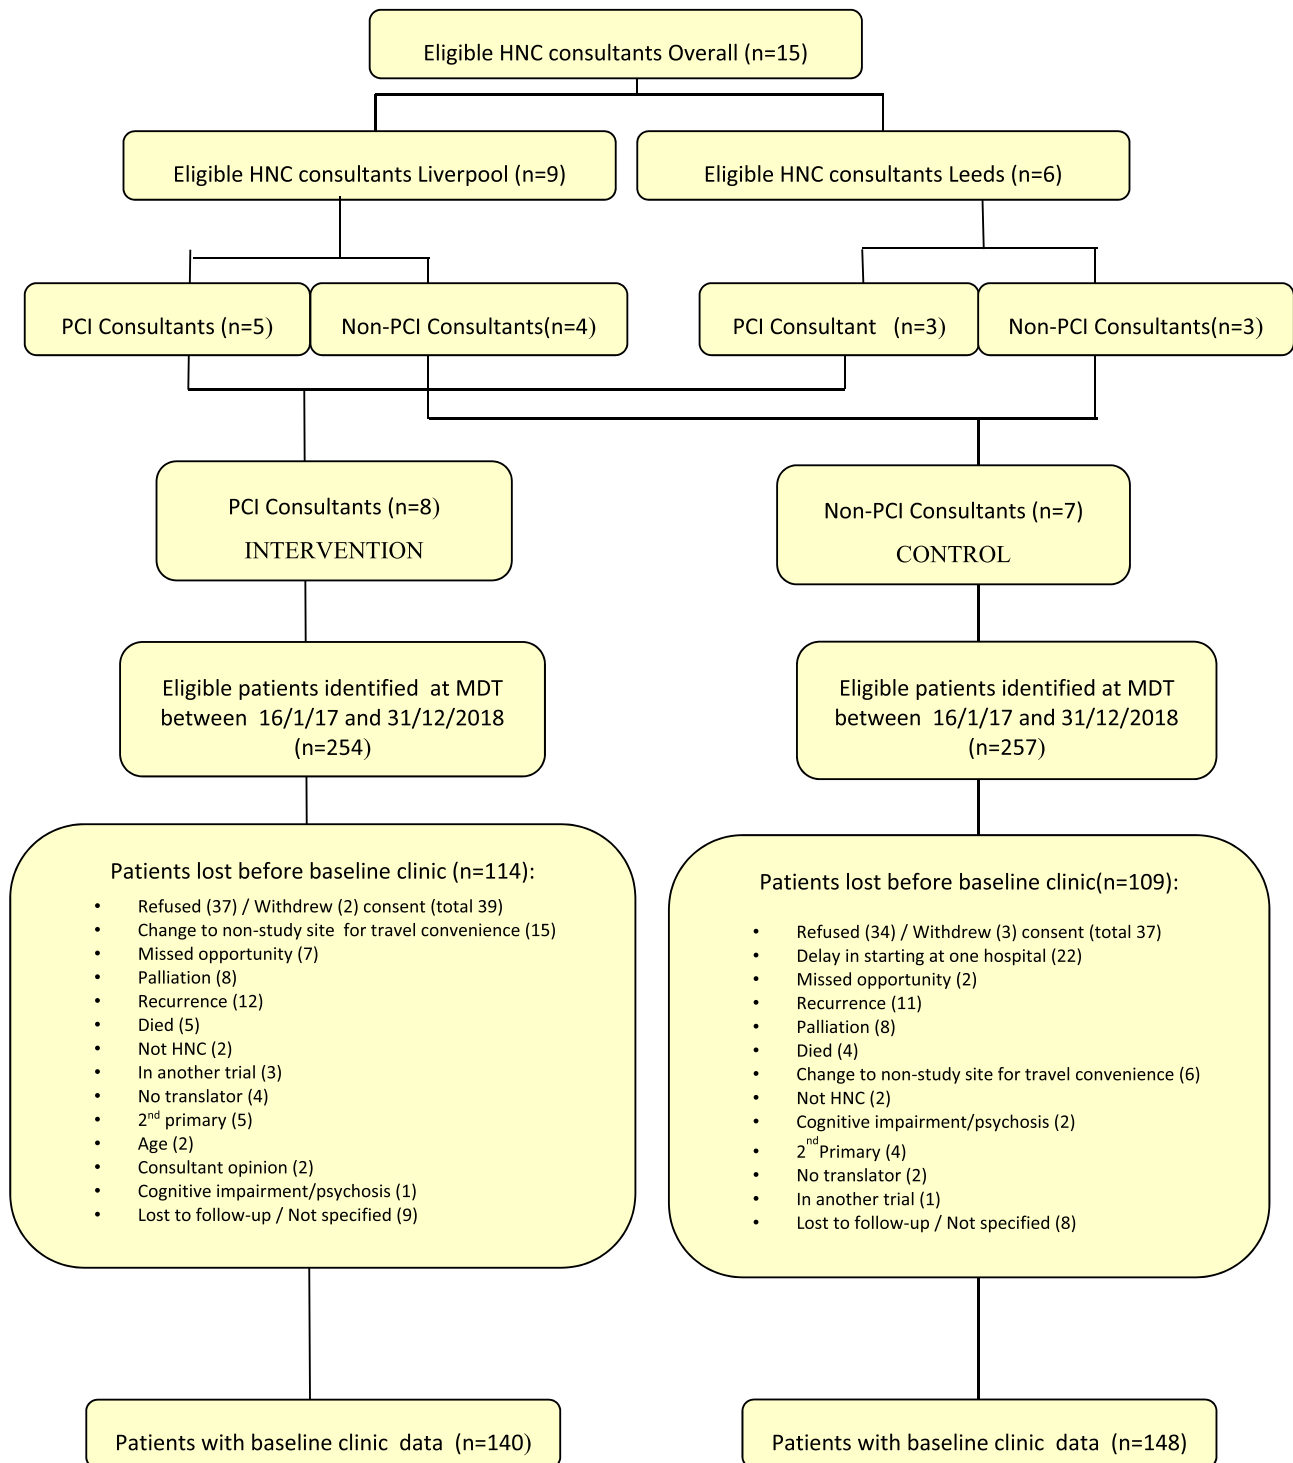 Eligible HNC consultants Overall (n=15)
Eligible HNC consultants Liverpool (n=9)
Eligible HNC consultants Leeds (n=6)
PCI Consultants (n=5)
Non-PCI Consultants(n=4)
PCI Consultant (n=3)
Non-PCI Consultants(n=3)
PCI Consultants (n=8)
INTERVENTION
Non-PCI Consultants (n=7)
CONTROL
Eligible patients identified at MDT
between 16/1/17 and 31/12/2018
(n=254)
Eligible patients identified at MDT
between 16/1/17 and 31/12/2018
(n=257)
Patients lost before baseline clinic (n=114):
• Refused (37) / Withdrew (2) consent (total 39)
• Change to non-study site for travel convenience (15)
• Missed opportunity (7)
• Palliation (8)
• Recurrence (12)
• Died (5)
• Not HNC (2)
• In another trial (3)
• No translator (4)
• 2nd primary (5)
• Age (2)
• Consultant opinion (2)
• Cognitive impairment/psychosis (1)
• Lost to follow-up / Not specified (9)
Patients lost before baseline clinic(n=109):
• Refused (34) / Withdrew (3) consent (total 37)
• Delay in starting at one hospital (22)
• Missed opportunity (2)
• Recurrence (11)
• Palliation (8)
• Died (4)
• Change to non-study site for travel convenience (6)
• Not HNC (2)
• Cognitive impairment/psychosis (2)
• 2nd Primary (4)
• No translator (2)
• In another trial (1)
• Lost to follow-up / Not specified (8)
Patients with baseline clinic data (n=140)
Patients with baseline clinic data (n=148)